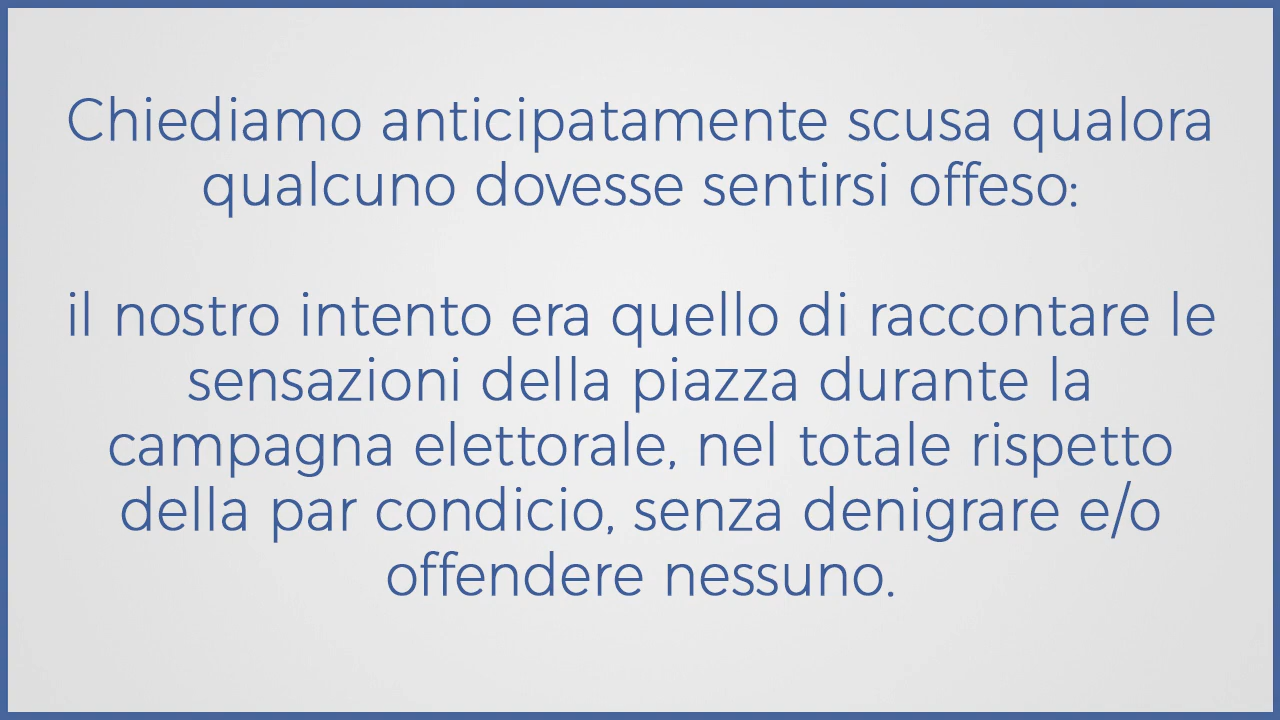 Chiediamo anticipatamente scusa qualora
qualcuno dovesse sentirsi offeso:
il nostro intento era quello di raccontare le
sensazioni della piazza durante la
campagna elettorale, nel totale rispetto
della par condicio, senza denigrare e/o
offendere nessuno.